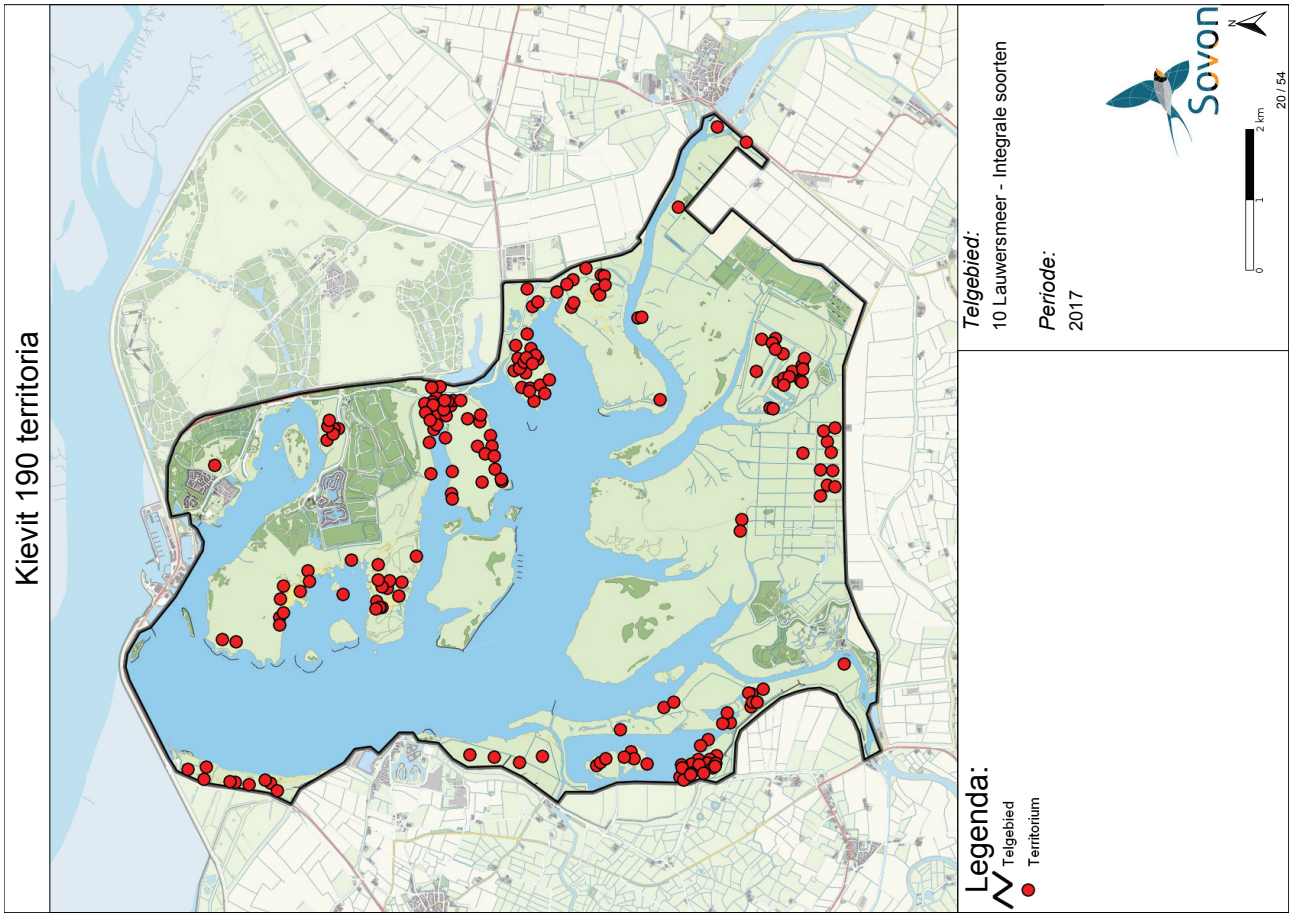 Kievit 190 territoria
Telgebied:
10 Lauwersmeer - Integrale soorten
Periode:
2017
Legenda:
Telgebied
Territorium
Sovon
N
0 1 2 km
20 / 54